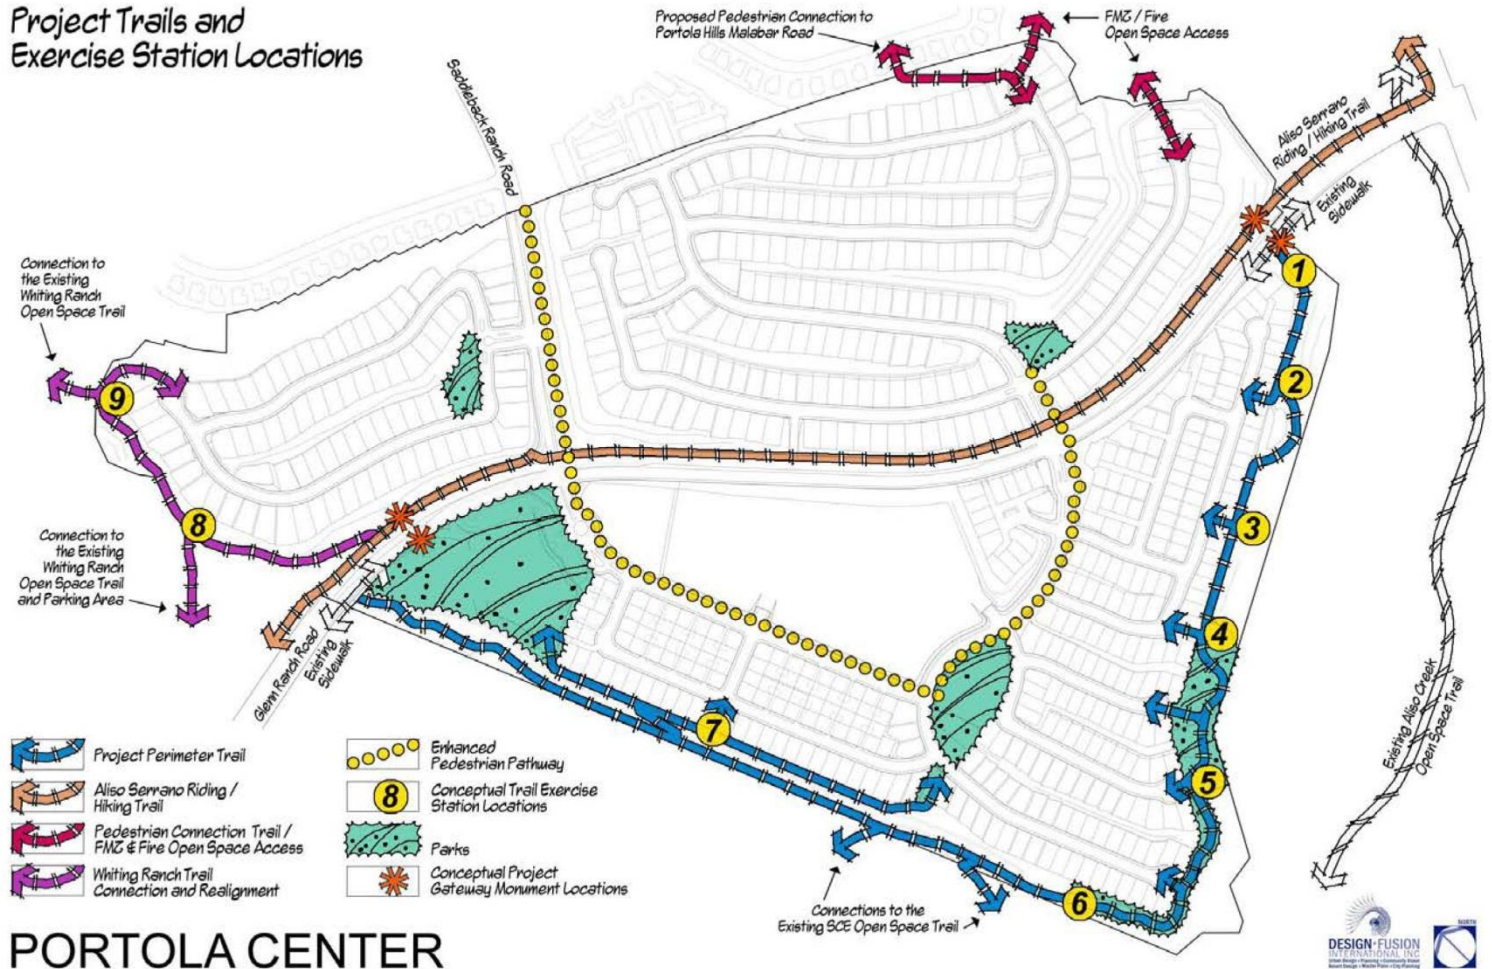 Project Trails and
Exercise Station Locations
Proposed Pedestrian Connection to
Portola Hills Malabar Road
FMZ / Fire
Open Space Access
Saddleback Ranch Road
Aliso Serrano
Riding / Hiking Trail
Existing
Sidewalk
Connection to
the Existing
Whiting Ranch
Open Space Trail
1
2
9
3
8
Connection to
the Existing
Whiting Ranch
Open Space Trail
and Parking Area
4
Glenn Ranch Road
Existing
Sidewalk
7
5
6
Existing Aliso Creek
Open Space Trail
Project Perimeter Trail
Aliso Serrano Riding /
Hiking Trail
Pedestrian Connection Trail /
FMZ & Fire Open Space Access
Whiting Ranch Trail
Connection and Realignment
Enhanced
Pedestrian Pathway
8
Conceptual Trail Exercise
Station Locations
Parks
Conceptual Project
Gateway Monument Locations
Connections to the
Existing SCE Open Space Trail
PORTOLA CENTER
DESIGN FUSION
INTERNATIONAL INC
NORTH